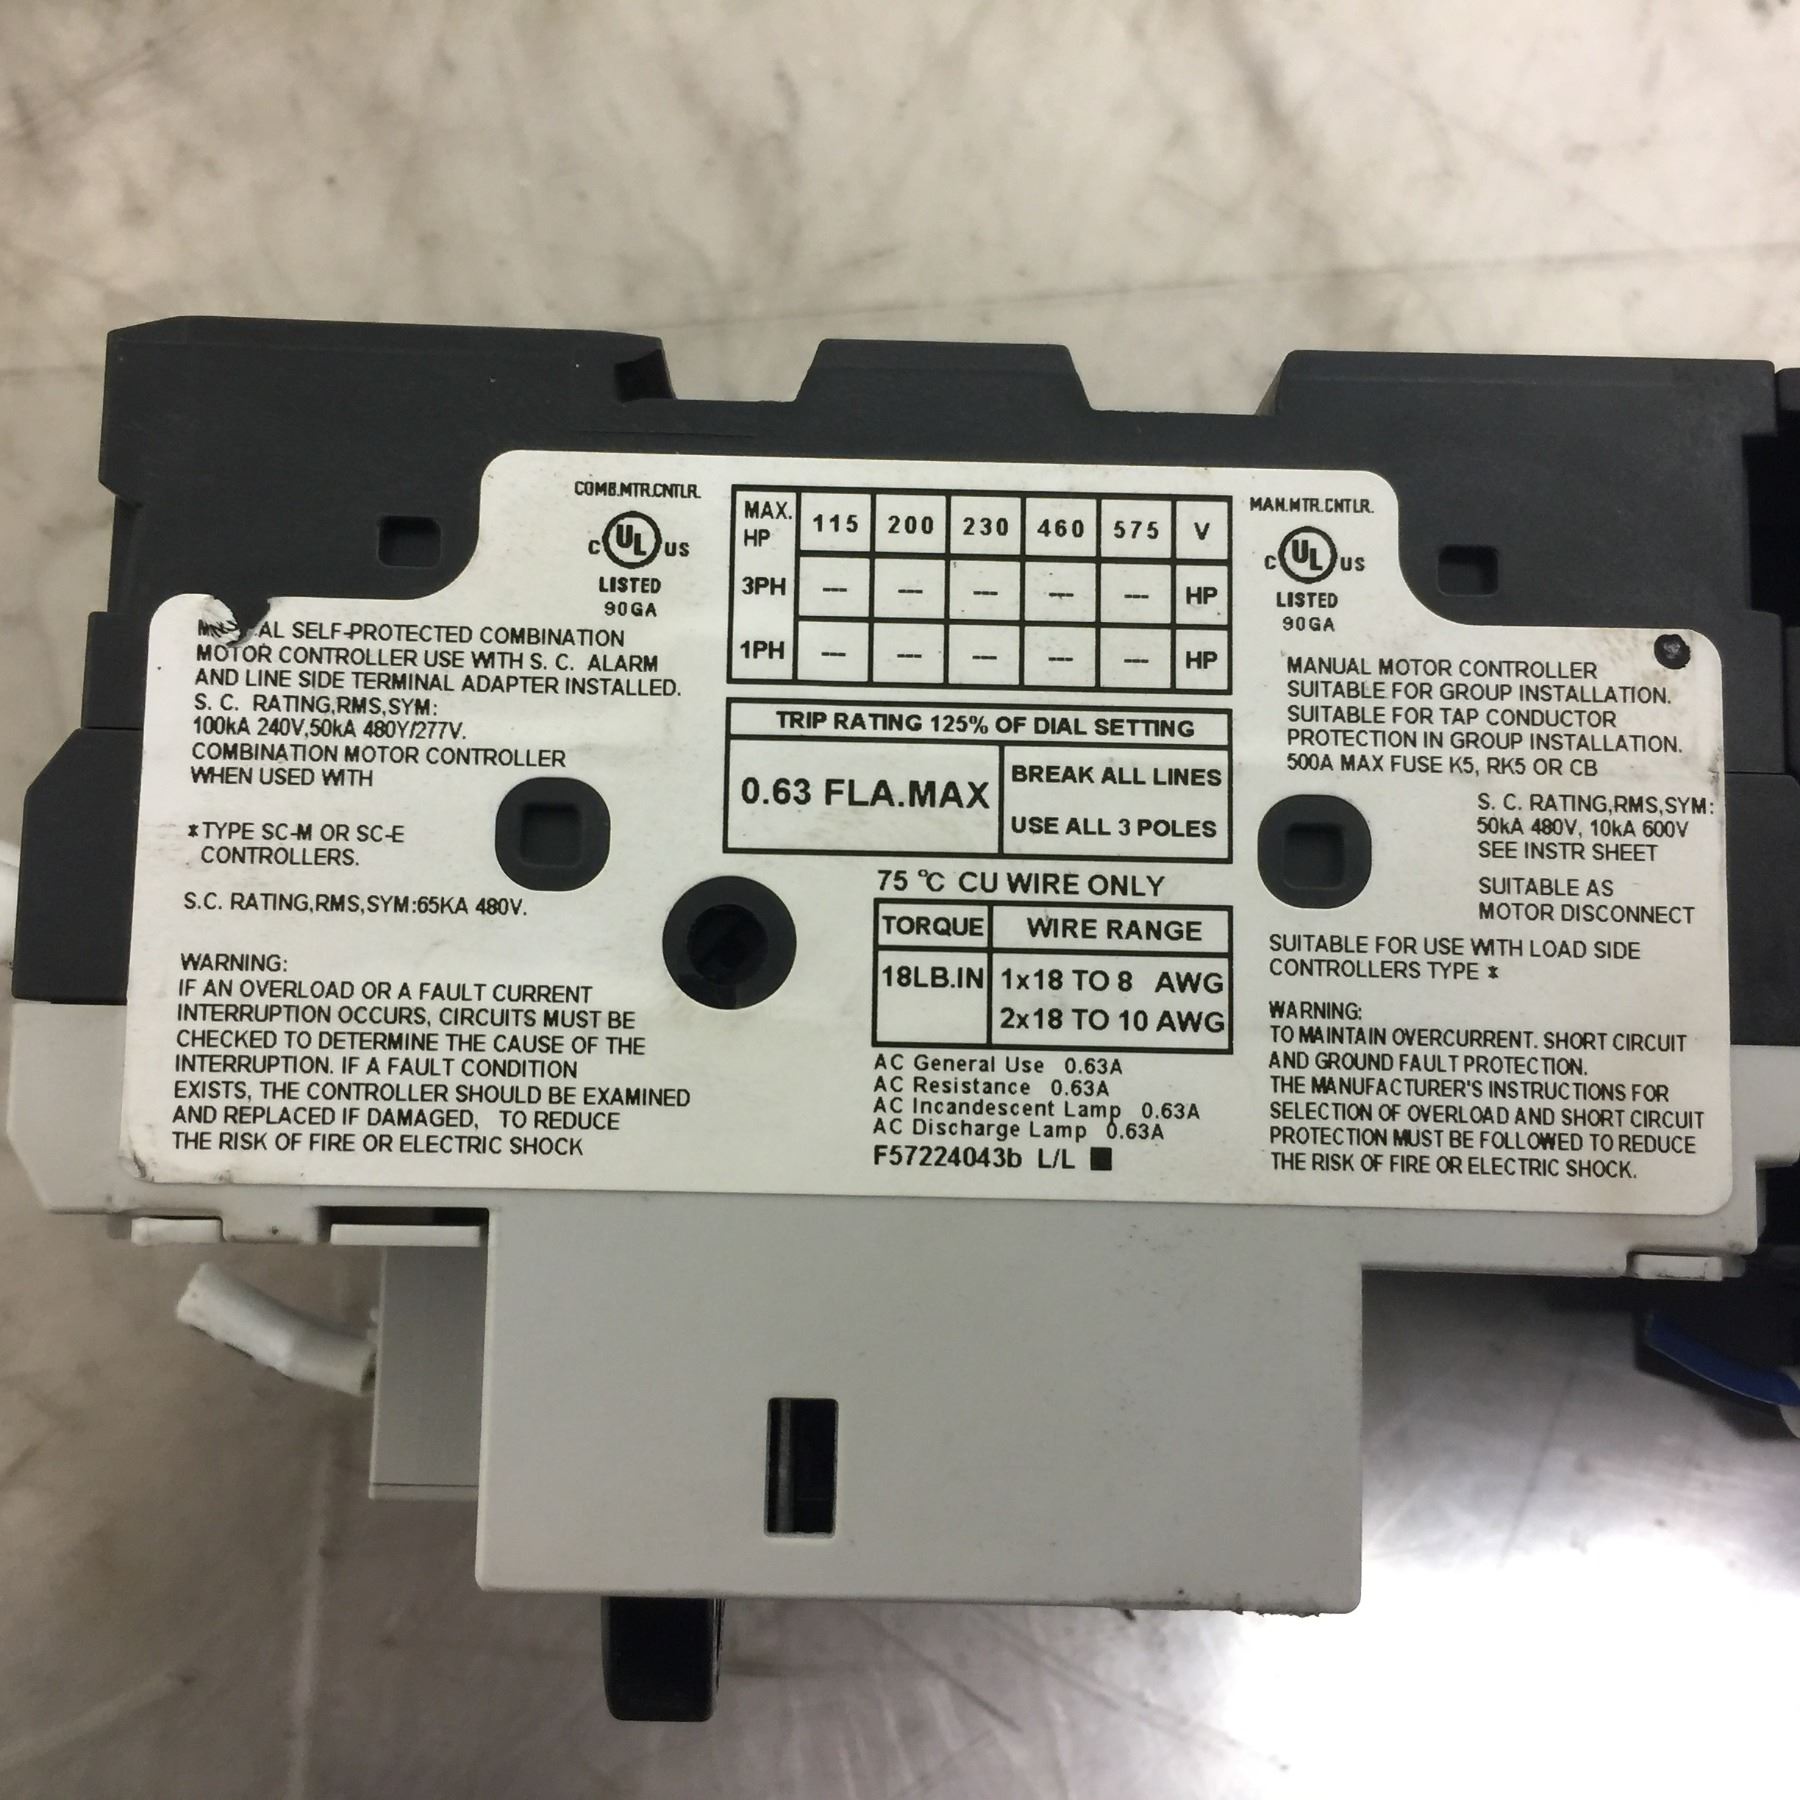 COMB.MTR.CNTLR.
C UL US
LISTED
90GA
AL SELF-PROTECTED COMBINATION
MOTOR CONTROLLER USE WITH S. C. ALARM
AND LINE SIDE TERMINAL ADAPTER INSTALLED.
S. C. RATING,RMS,SYM:
100kA 240V,50kA 480Y/277V.
COMBINATION MOTOR CONTROLLER
WHEN USED WITH
*TYPE SC-M OR SC-E
CONTROLLERS.
S.C. RATING,RMS,SYM:65KA 480V.
WARNING:
IF AN OVERLOAD OR A FAULT CURRENT
INTERRUPTION OCCURS, CIRCUITS MUST BE
CHECKED TO DETERMINE THE CAUSE OF THE
INTERRUPTION. IF A FAULT CONDITION
EXISTS, THE CONTROLLER SHOULD BE EXAMINED
AND REPLACED IF DAMAGED, TO REDUCE
THE RISK OF FIRE OR ELECTRIC SHOCK
MAX. HP 115 200 230 460 575 V
3PH --- --- --- --- --- HP
1PH --- --- --- --- --- HP
TRIP RATING 125% OF DIAL SETTING
0.63 FLA.MAX
BREAK ALL LINES
USE ALL 3 POLES
75 °C CU WIRE ONLY
TORQUE WIRE RANGE
18LB.IN 1x18 TO 8 AWG
2x18 TO 10 AWG
AC General Use 0.63A
AC Resistance 0.63A
AC Incandescent Lamp 0.63A
AC Discharge Lamp 0.63A
F57224043b L/L ■
MAN.MTR.CNTLR.
C UL US
LISTED
90GA
MANUAL MOTOR CONTROLLER
SUITABLE FOR GROUP INSTALLATION.
SUITABLE FOR TAP CONDUCTOR
PROTECTION IN GROUP INSTALLATION.
500A MAX FUSE K5, RK5 OR CB
S. C. RATING,RMS,SYM:
50kA 480V, 10kA 600V
SEE INSTR SHEET
SUITABLE AS
MOTOR DISCONNECT
SUITABLE FOR USE WITH LOAD SIDE
CONTROLLERS TYPE *
WARNING:
TO MAINTAIN OVERCURRENT. SHORT CIRCUIT
AND GROUND FAULT PROTECTION.
THE MANUFACTURER'S INSTRUCTIONS FOR
SELECTION OF OVERLOAD AND SHORT CIRCUIT
PROTECTION MUST BE FOLLOWED TO REDUCE
THE RISK OF FIRE OR ELECTRIC SHOCK.